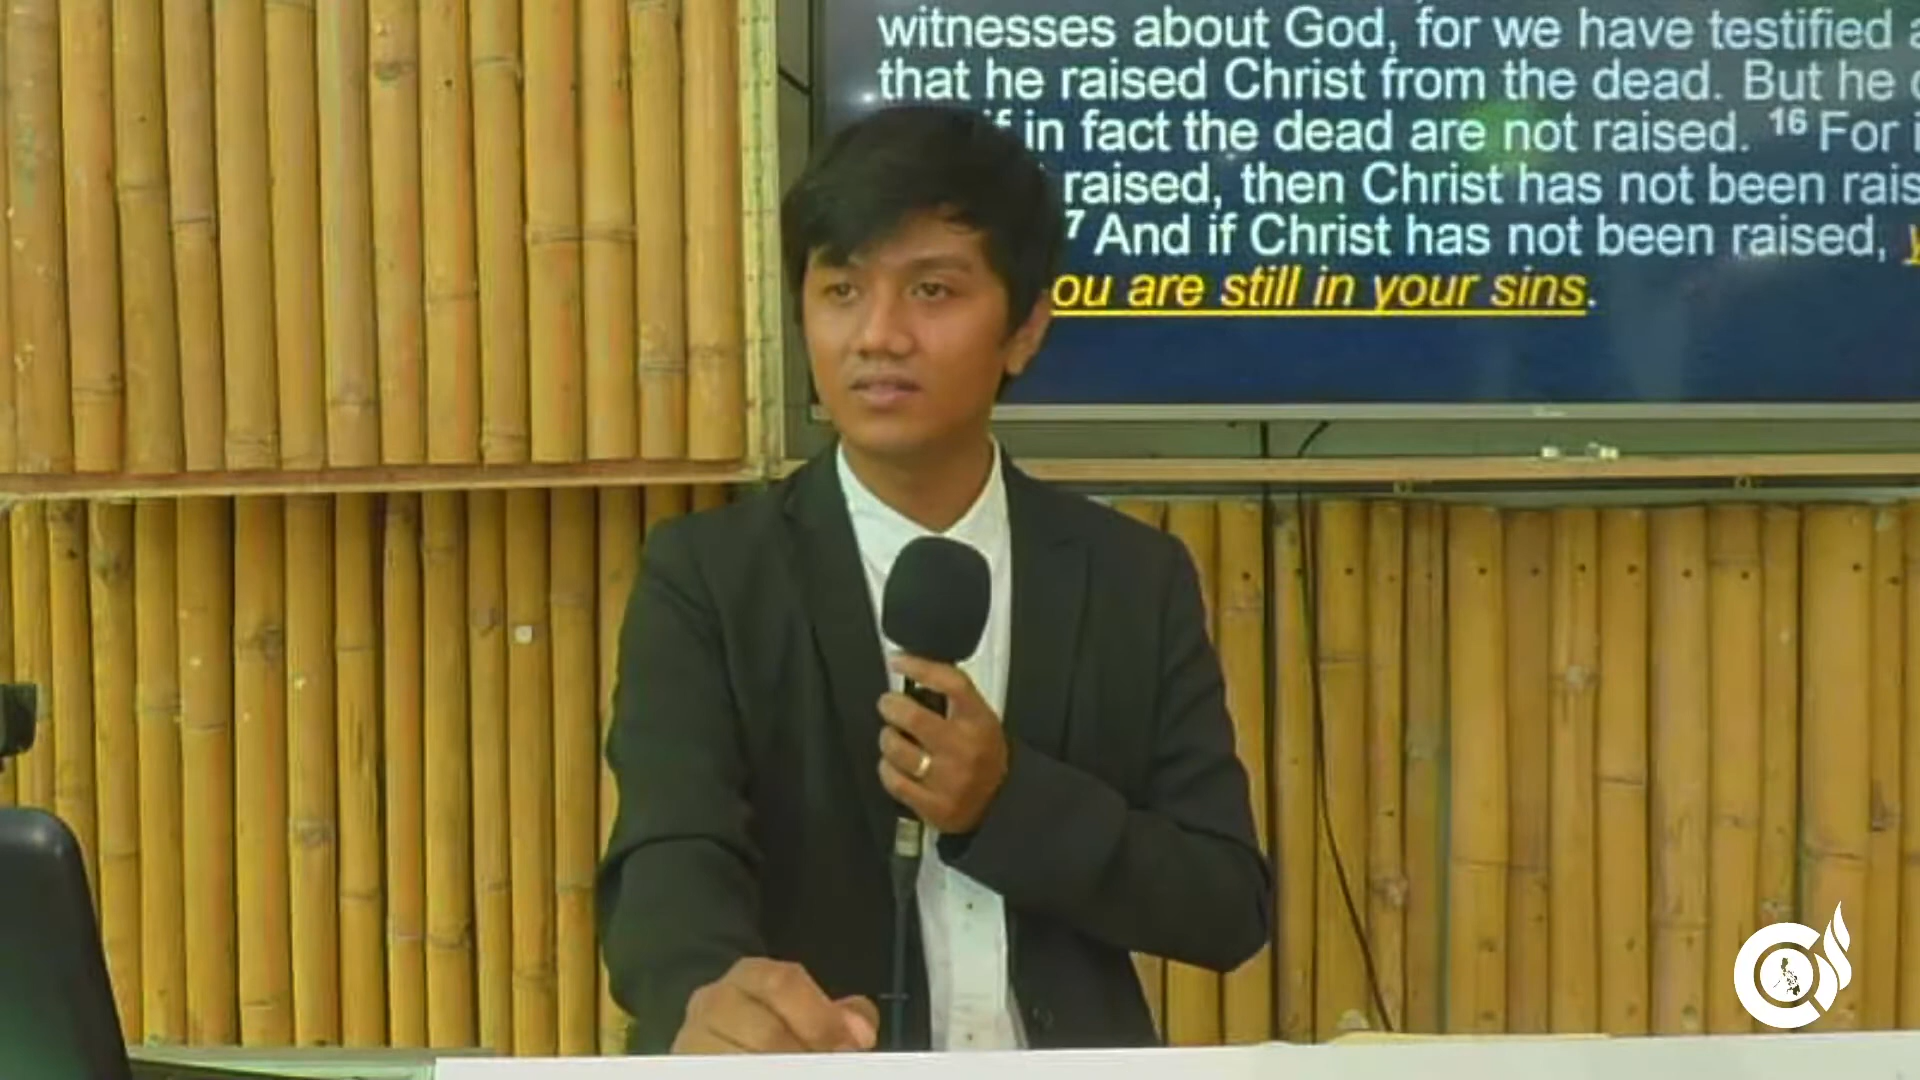 witnesses about God, for we have testified
that he raised Christ from the dead. But he
if in fact the dead are not raised. 16 For
raised, then Christ has not been rais
7 And if Christ has not been raised,
ou are still in your sins.